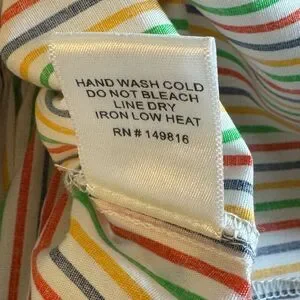 HAND WASH COLD
DO NOT BLEACH
LINE DRY
IRON LOW HEAT
RN # 149816